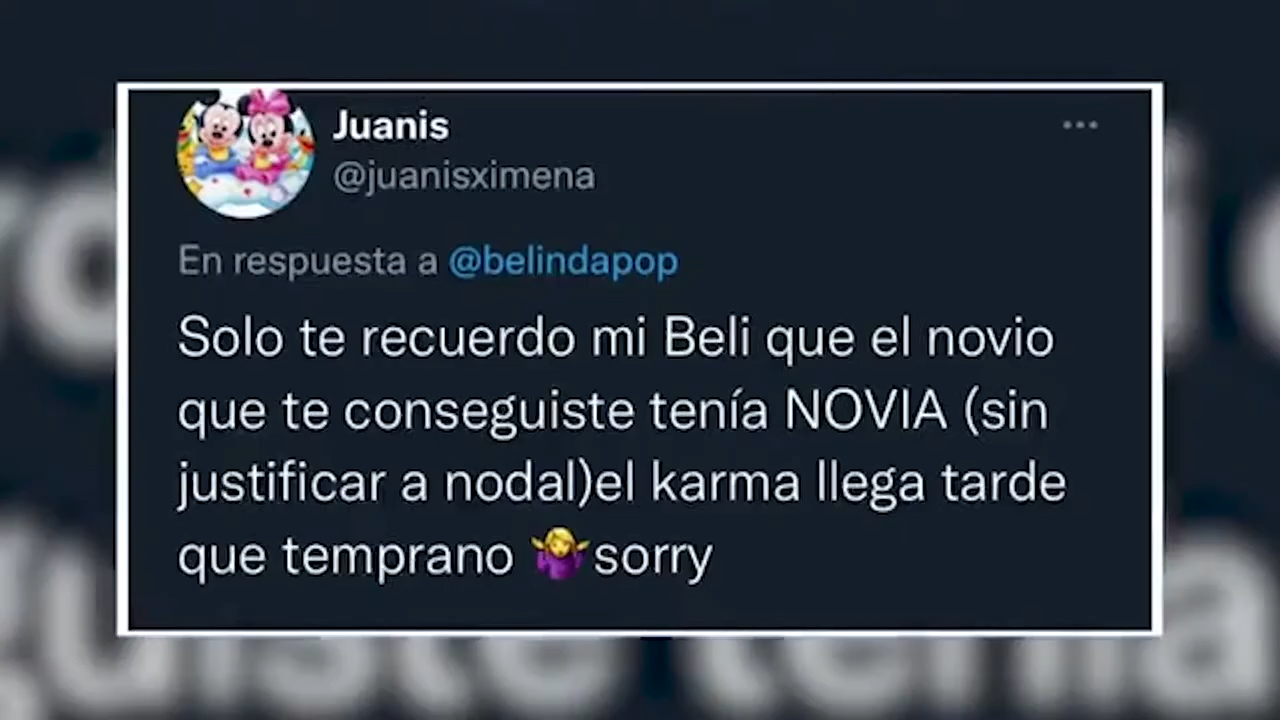 Juanis
@juanisximena
En respuesta a @belindapop
Solo te recuerdo mi Beli que el novio
que te conseguiste tenía NOVIA (sin
justificar a nodal)el karma llega tarde
que temprano 🤷‍♀️sorry